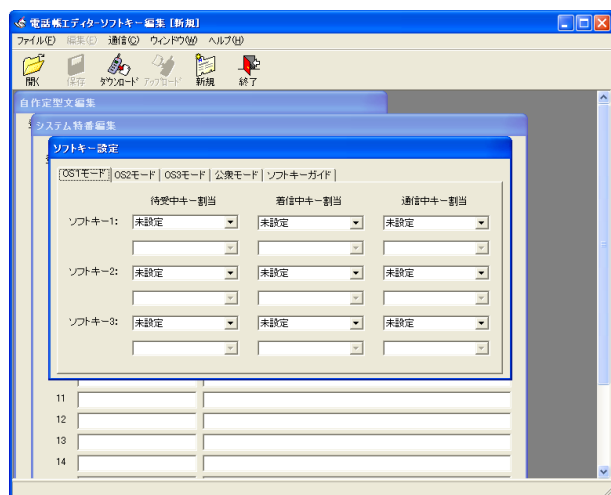 電話帳エディターソフトキー編集 [新規]
ファイル(F) 編集(E) 通信(C) ウィンドウ(W) ヘルプ(H)
開く 保存 ダウンロード アップロード 新規 終了
自作定型文編集
システム特番編集
ソフトキー設定
OS1モード OS2モード OS3モード 公衆モード ソフトキーガイド
待受中キー割当 着信中キー割当 通信中キー割当
ソフトキー1: 未設定 未設定 未設定
ソフトキー2: 未設定 未設定 未設定
ソフトキー3: 未設定 未設定 未設定
11
12
13
14